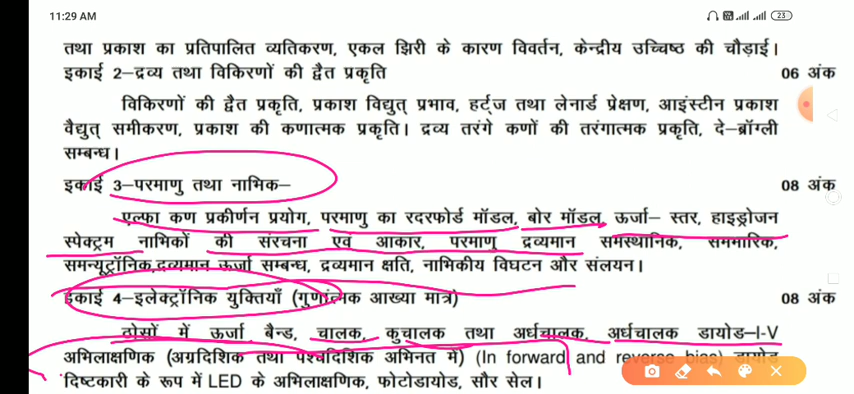 11:29 AM 23
तथा प्रकाश का प्रतिपालित व्यतिकरण, एकल झिरी के कारण विवर्तन, केन्द्रीय उच्चिष्ठ की चौड़ाई।
इकाई 2–द्रव्य तथा विकिरणों की द्वैत प्रकृति 06 अंक
विकिरणों की द्वैत प्रकृति, प्रकाश विद्युत् प्रभाव, हर्ट्ज तथा लेनार्ड प्रेक्षण, आइंस्टीन प्रकाश
वैद्युत् समीकरण, प्रकाश की कणात्मक प्रकृति। द्रव्य तरंगे कणों की तरंगात्मक प्रकृति, दे–ब्रॉग्ली
सम्बन्ध।
इकाई 3–परमाणु तथा नाभिक– 08 अंक
एल्फा कण प्रकीर्णन प्रयोग, परमाणु का रदरफोर्ड मॉडल, बोर मॉडल, ऊर्जा– स्तर, हाइड्रोजन
स्पेक्ट्रम नाभिकों की संरचना एवं आकार, परमाणु द्रव्यमान समस्थानिक, समभारिक,
समन्यूट्रॉनिक,द्रव्यमान ऊर्जा सम्बन्ध, द्रव्यमान क्षति, नाभिकीय विघटन और संलयन।
इकाई 4–इलेक्ट्रॉनिक युक्तियाँ (गुणात्मक आख्या मात्र) 08 अंक
ठोसों में ऊर्जा बैन्ड, चालक, कुचालक तथा अर्धचालक, अर्धचालक डायोड–I-V
अभिलाक्षणिक (अग्रदिशिक तथा पश्चदिशिक अभिनत में) (In forward and reverse bias) डायोड
दिष्टकारी के रूप में LED के अभिलाक्षणिक, फोटोडायोड, सौर सेल।